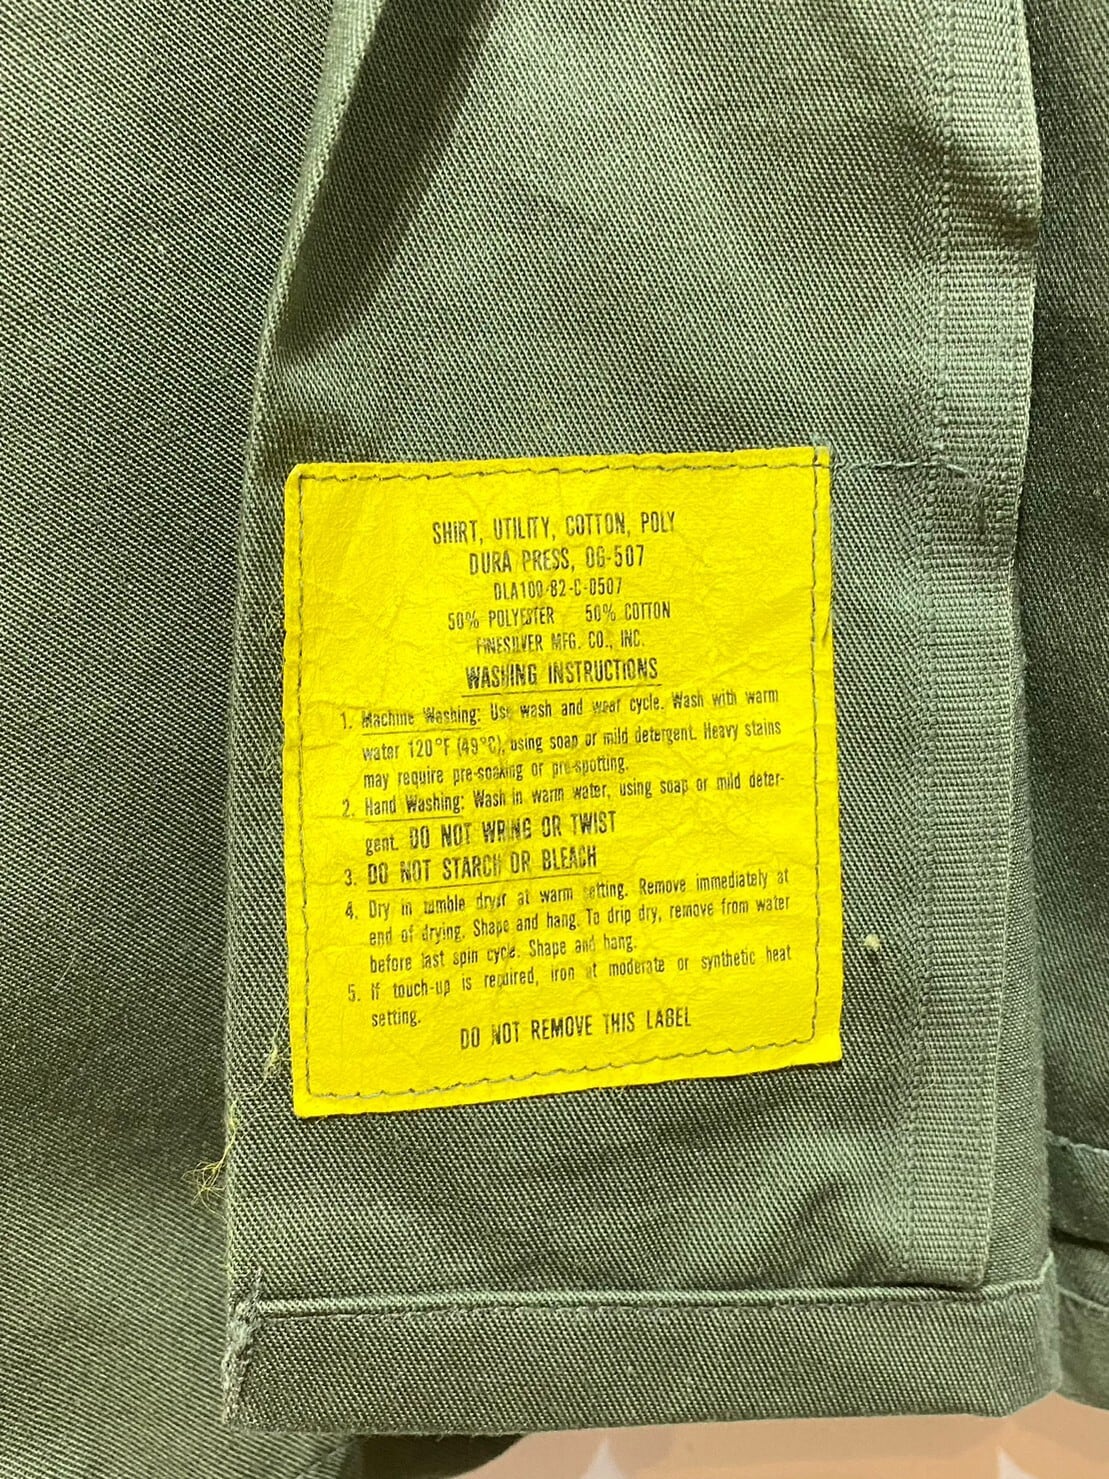 SHIRT, UTILITY, COTTON, POLY
DURA PRESS, OG-507
DLA100-82-C-0507
50% POLYESTER 50% COTTON
FINESILVER MFG. CO., INC.
WASHING INSTRUCTIONS
1. Machine Washing: Use wash and wear cycle. Wash with warm
water 120°F (49°C), using soap or mild detergent. Heavy stains
may require pre-soaking or pre-spotting.
2. Hand Washing: Wash in warm water, using soap or mild deter-
gent. DO NOT WRING OR TWIST
3. DO NOT STARCH OR BLEACH
4. Dry in tumble dryer at warm setting. Remove immediately at
end of drying. Shape and hang. To drip dry, remove from water
before last spin cycle. Shape and hang.
5. If touch-up is required, iron at moderate or synthetic heat
setting.
DO NOT REMOVE THIS LABEL